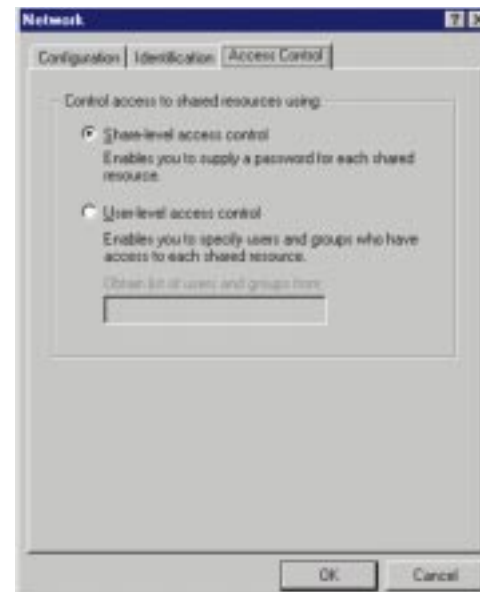 Network
Configuration Identification Access Control
Control access to shared resources using:
Share-level access control
Enables you to supply a password for each shared
resource.
User-level access control
Enables you to specify users and groups who have
access to each shared resource.
Obtain list of users and groups from:
OK
Cancel